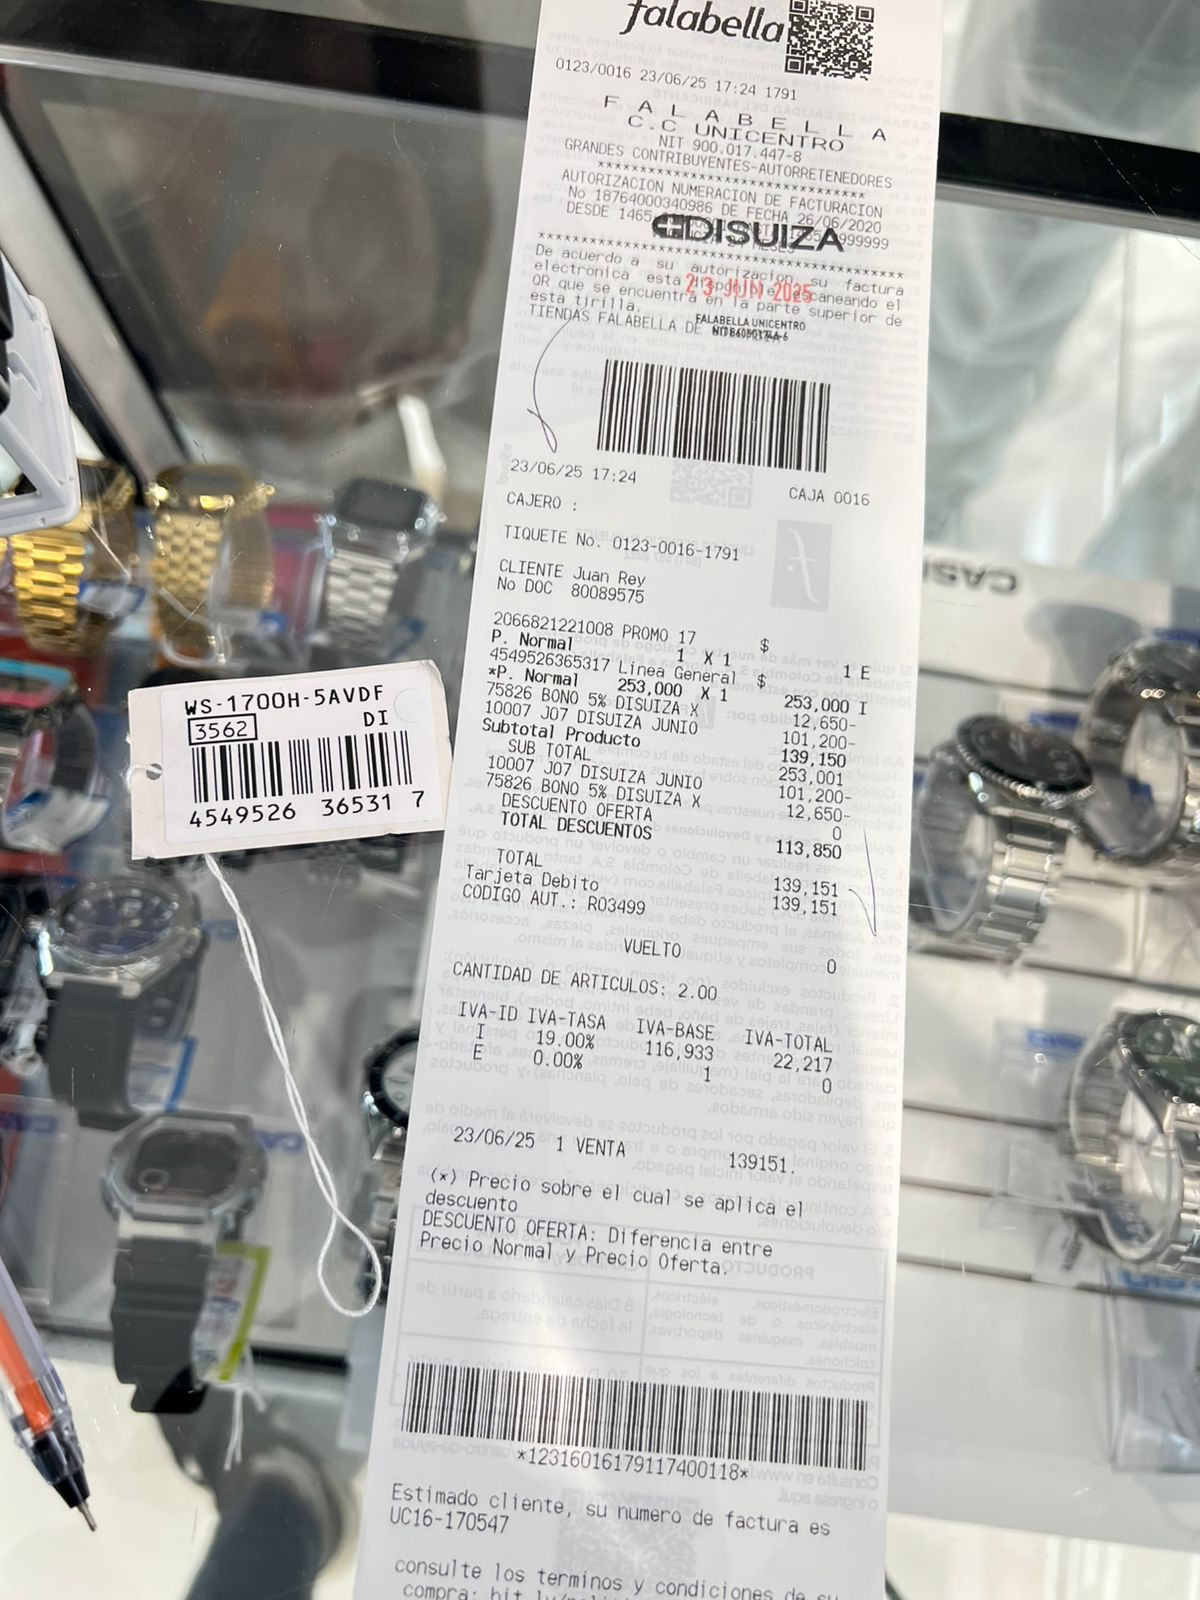 falabella
0123/0016 23/06/25 17:24 1791
F A L A B E L L A
C.C UNICENTRO
NIT 900.017.447-8
GRANDES CONTRIBUYENTES-AUTORRETENEDORES
**********************************
AUTORIZACION NUMERACION DE FACTURACION
No 18764000340986 DE FECHA 26/06/2020
DESDE 1465
999999
DISUIZA
De acuerdo a su autorizacion, su factura
electronica esta escaneando el
QR que se encuentra en la parte superior de
esta tirilla.
23 JUN 2025
TIENDAS FALABELLA DE
FALABELLA UNICENTRO
23/06/25 17:24
CAJA 0016
CAJERO :
TIQUETE No. 0123-0016-1791
CLIENTE Juan Rey
No DOC 80089575
2066821221008 PROMO 17 $
P. Normal 1 X 1 1 E
4549526365317 Linea General $
*P. Normal 253,000 X 1 253,000 I
75826 BONO 5% DISUIZA X 12,650-
10007 J07 DISUIZA JUNIO 101,200-
Subtotal Producto 139,150
SUB TOTAL 253,001
10007 J07 DISUIZA JUNIO 101,200-
75826 BONO 5% DISUIZA X 12,650-
DESCUENTO OFERTA 0
TOTAL DESCUENTOS 113,850
TOTAL 139,151
Tarjeta Debito 139,151
CODIGO AUT.: R03499
VUELTO 0
CANTIDAD DE ARTICULOS: 2.00
IVA-ID IVA-TASA IVA-BASE IVA-TOTAL
I 19.00% 116,933 22,217
E 0.00% 1 0
23/06/25 1 VENTA 139151.
(*) Precio sobre el cual se aplica el
descuento
DESCUENTO OFERTA: Diferencia entre
Precio Normal y Precio Oferta.
*12316016179117400118*
Estimado cliente, su numero de factura es
UC16-170547
consulte los terminos y condiciones de su
WS-1700H-5AVDF
3562 DI
4549526 36531 7
CASIO